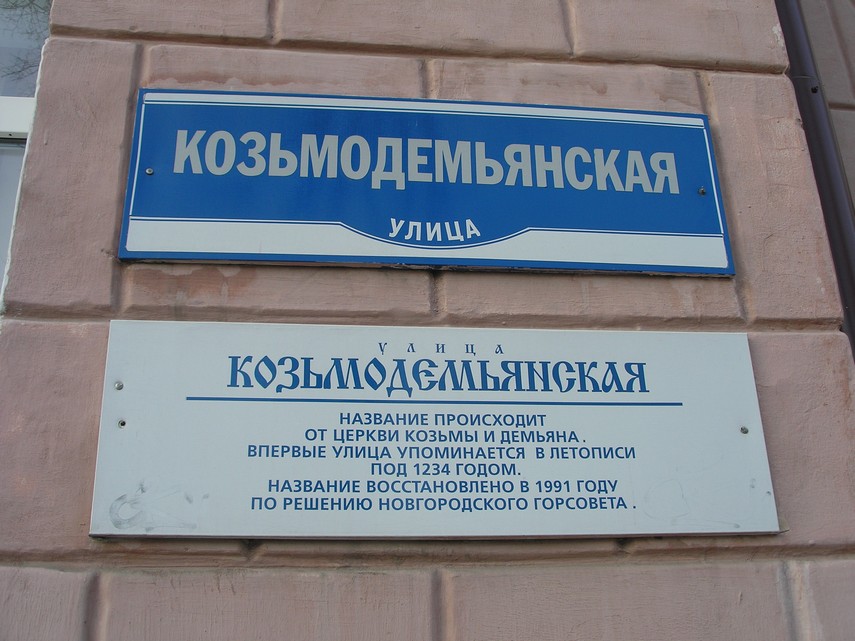 КОЗЬМОДЕМЬЯНСКАЯ
УЛИЦА
улица
КОЗЬМОДЕМЬЯНСКАЯ
НАЗВАНИЕ ПРОИСХОДИТ
ОТ ЦЕРКВИ КОЗЬМЫ И ДЕМЬЯНА .
ВПЕРВЫЕ УЛИЦА УПОМИНАЕТСЯ В ЛЕТОПИСИ
ПОД 1234 ГОДОМ.
НАЗВАНИЕ ВОССТАНОВЛЕНО В 1991 ГОДУ
ПО РЕШЕНИЮ НОВГОРОДСКОГО ГОРСОВЕТА .